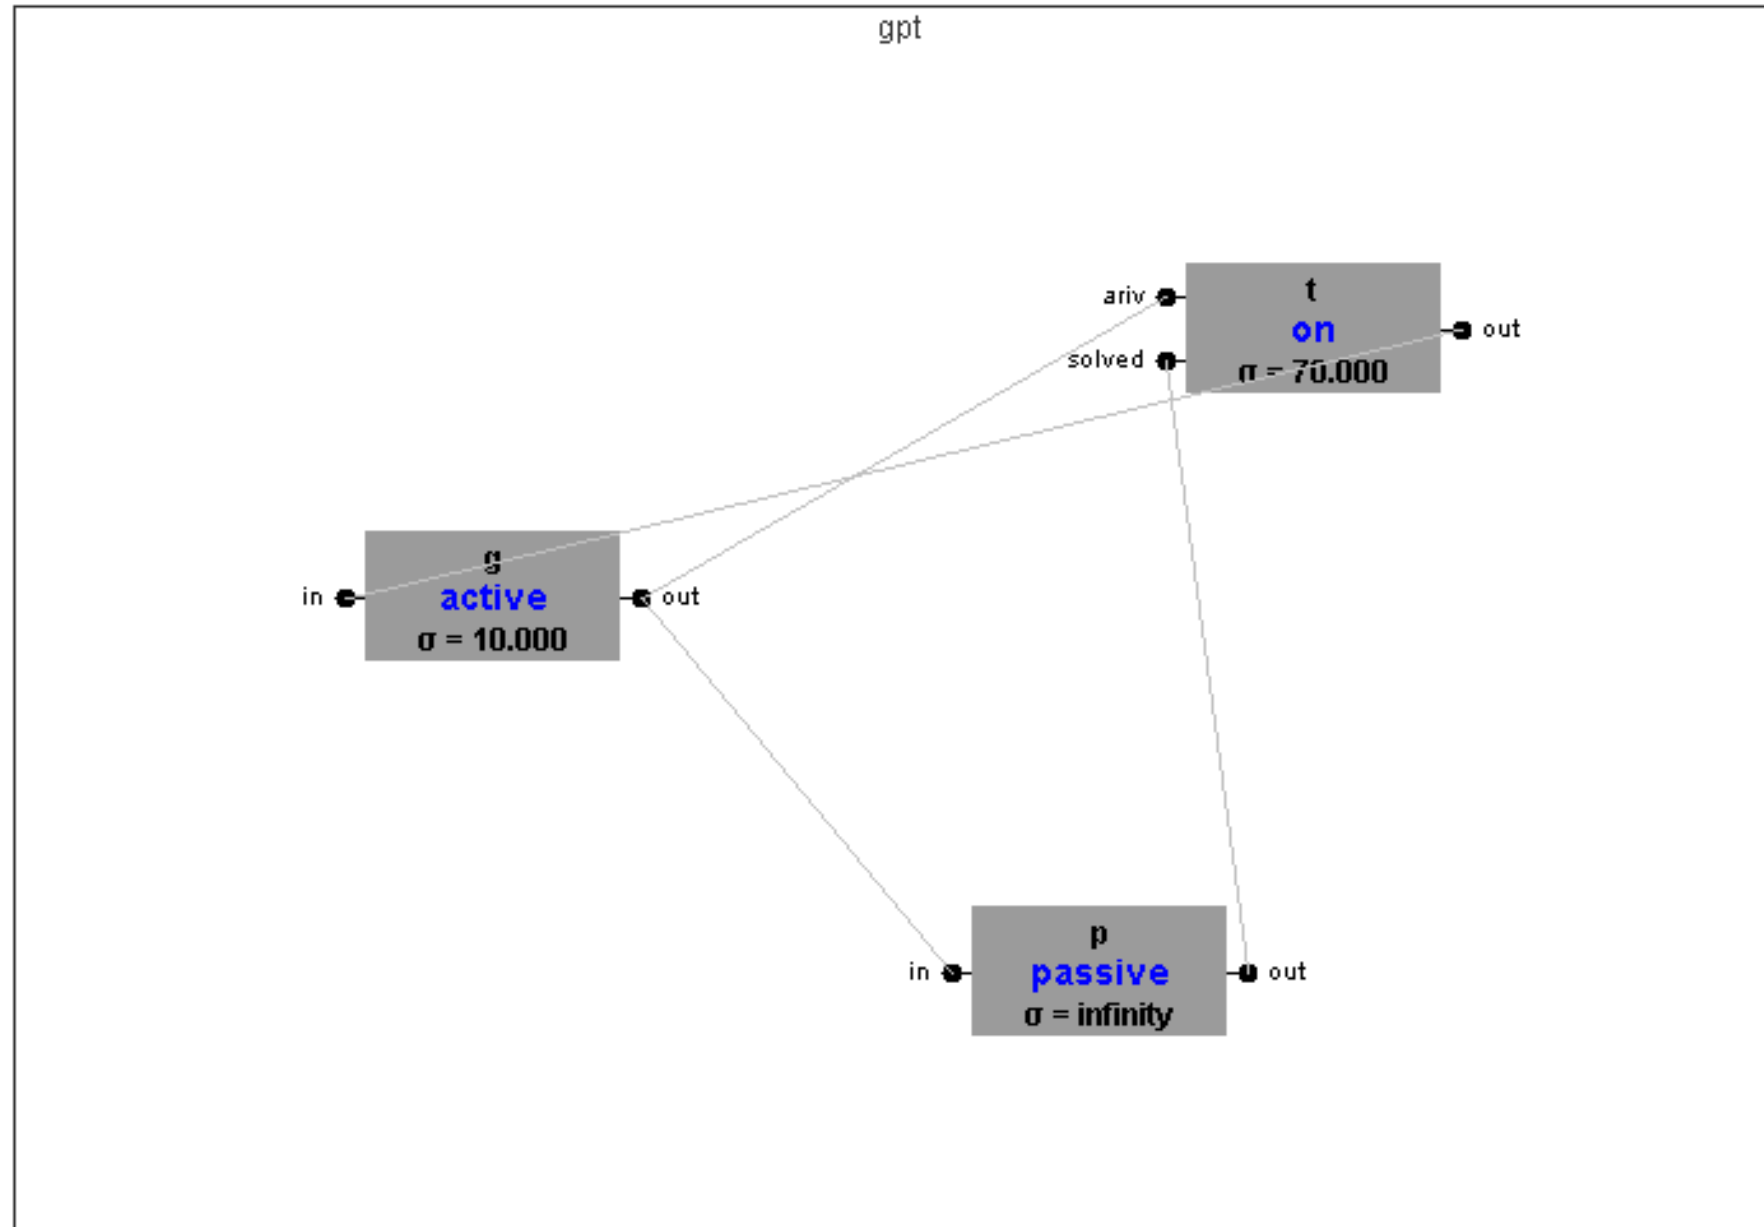 gpt
ariv
t
on
out
solved
σ = 70.000
g
in
active
out
σ = 10.000
p
in
passive
out
σ = infinity